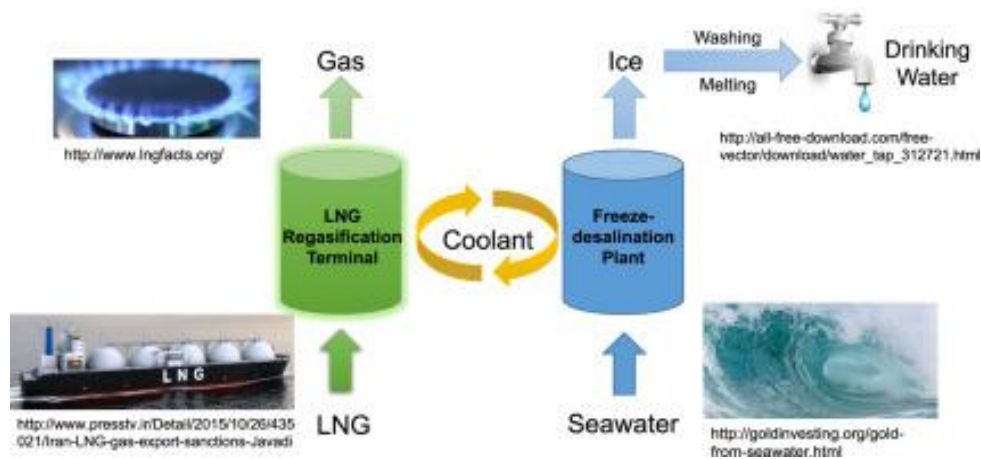 Gas
Ice
Washing
Melting
Drinking
Water
http://www.lngfacts.org/
http://all-free-download.com/free-
vector/download/water_tap_312721.html
LNG
Regasification
Terminal
Coolant
Freeze-
desalination
Plant
LNG
http://www.presstv.ir/Detail/2015/10/26/435
021/Iran-LNG-gas-export-sanctions-Javadi
LNG
Seawater
http://goldinvesting.org/gold-
from-seawater.html